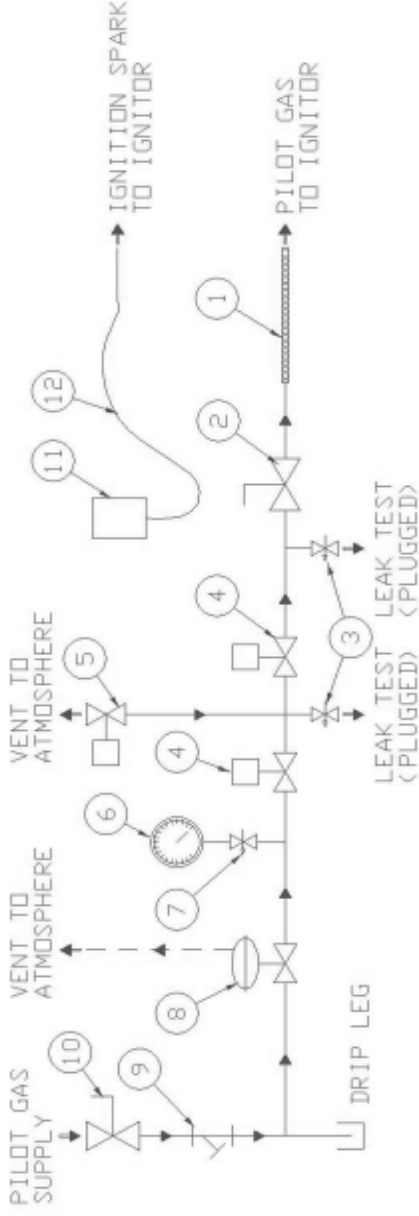 PILOT GAS
SUPPLY
10
9
DRIP LEG
VENT TO
ATMOSPHERE
8
7
6
4
VENT TO
ATMOSPHERE
5
4
3
LEAK TEST
(PLUGGED)
LEAK TEST
(PLUGGED)
2
1
11
12
IGNITION SPARK
TO IGNITOR
PILOT GAS
TO IGNITOR